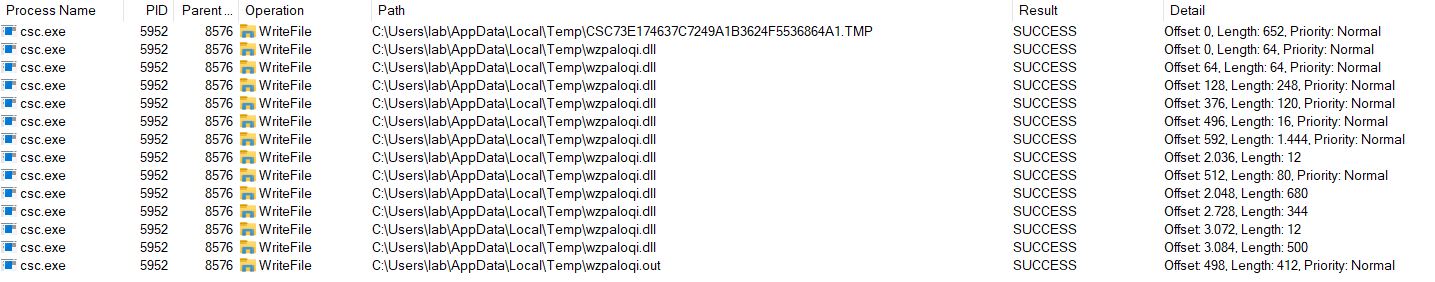 Process Name PID Parent ... Operation Path Result Detail
csc.exe 5952 8576 WriteFile C:\Users\lab\AppData\Local\Temp\CSC73E174637C7249A1B3624F5536864A1.TMP SUCCESS Offset: 0, Length: 652, Priority: Normal
csc.exe 5952 8576 WriteFile C:\Users\lab\AppData\Local\Temp\wzpaloqi.dll SUCCESS Offset: 0, Length: 64, Priority: Normal
csc.exe 5952 8576 WriteFile C:\Users\lab\AppData\Local\Temp\wzpaloqi.dll SUCCESS Offset: 64, Length: 64, Priority: Normal
csc.exe 5952 8576 WriteFile C:\Users\lab\AppData\Local\Temp\wzpaloqi.dll SUCCESS Offset: 128, Length: 248, Priority: Normal
csc.exe 5952 8576 WriteFile C:\Users\lab\AppData\Local\Temp\wzpaloqi.dll SUCCESS Offset: 376, Length: 120, Priority: Normal
csc.exe 5952 8576 WriteFile C:\Users\lab\AppData\Local\Temp\wzpaloqi.dll SUCCESS Offset: 496, Length: 16, Priority: Normal
csc.exe 5952 8576 WriteFile C:\Users\lab\AppData\Local\Temp\wzpaloqi.dll SUCCESS Offset: 592, Length: 1.444, Priority: Normal
csc.exe 5952 8576 WriteFile C:\Users\lab\AppData\Local\Temp\wzpaloqi.dll SUCCESS Offset: 2.036, Length: 12
csc.exe 5952 8576 WriteFile C:\Users\lab\AppData\Local\Temp\wzpaloqi.dll SUCCESS Offset: 512, Length: 80, Priority: Normal
csc.exe 5952 8576 WriteFile C:\Users\lab\AppData\Local\Temp\wzpaloqi.dll SUCCESS Offset: 2.048, Length: 680
csc.exe 5952 8576 WriteFile C:\Users\lab\AppData\Local\Temp\wzpaloqi.dll SUCCESS Offset: 2.728, Length: 344
csc.exe 5952 8576 WriteFile C:\Users\lab\AppData\Local\Temp\wzpaloqi.dll SUCCESS Offset: 3.072, Length: 12
csc.exe 5952 8576 WriteFile C:\Users\lab\AppData\Local\Temp\wzpaloqi.dll SUCCESS Offset: 3.084, Length: 500
csc.exe 5952 8576 WriteFile C:\Users\lab\AppData\Local\Temp\wzpaloqi.out SUCCESS Offset: 498, Length: 412, Priority: Normal